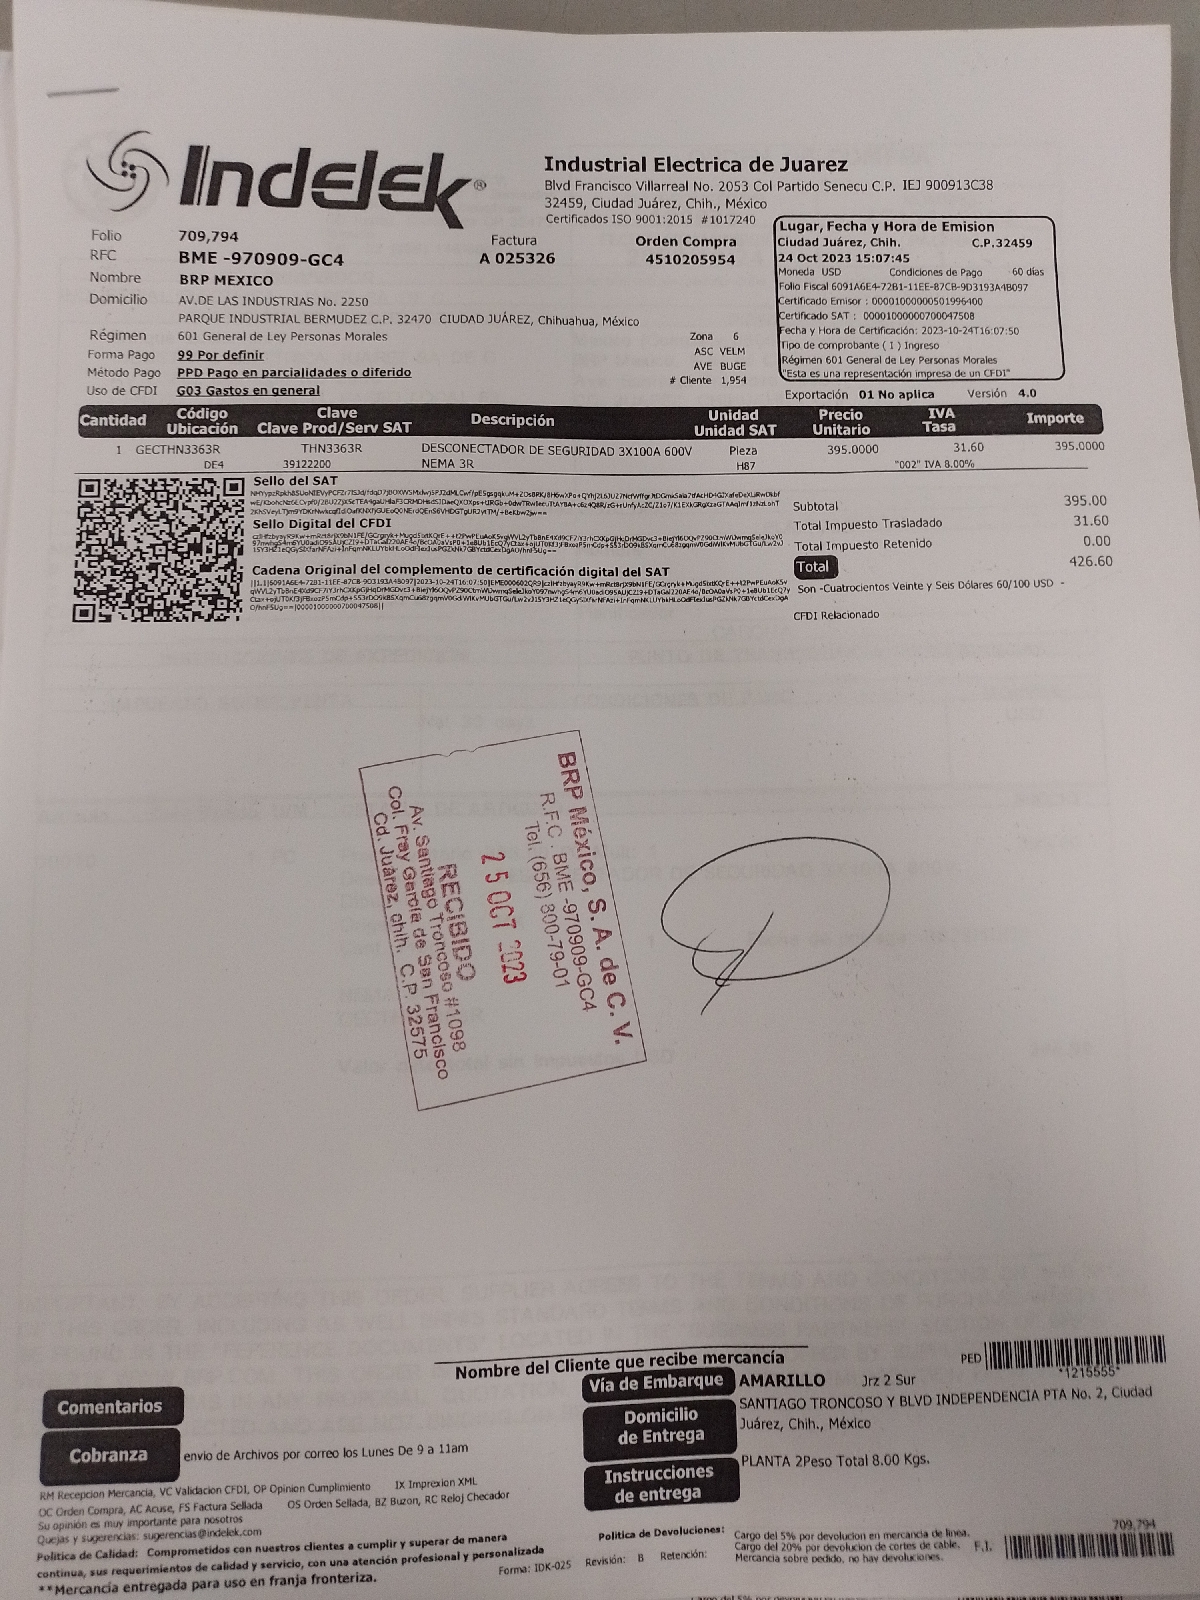 Indelek®
Industrial Electrica de Juarez
Blvd Francisco Villarreal No. 2053 Col Partido Senecu C.P. IEJ 900913C38
32459, Ciudad Juárez, Chih., México
Certificados ISO 9001:2015 #1017240
Folio 709,794
RFC BME -970909-GC4
Factura
A 025326
Orden Compra
4510205954
Nombre BRP MEXICO
Domicilio AV.DE LAS INDUSTRIAS No. 2250
PARQUE INDUSTRIAL BERMUDEZ C.P. 32470 CIUDAD JUÁREZ, Chihuahua, México
Régimen 601 General de Ley Personas Morales
Forma Pago 99 Por definir
Método Pago PPD Pago en parcialidades o diferido
Uso de CFDI G03 Gastos en general
Zona 6
ASC VELM
AVE BUGE
# Cliente 1,954
Lugar, Fecha y Hora de Emision
Ciudad Juárez, Chih. C.P.32459
24 Oct 2023 15:07:45
Moneda USD Condiciones de Pago 60 días
Folio Fiscal 6091A6E4-72B1-11EE-87CB-9D3193A4B097
Certificado Emisor : 00001000000501996400
Certificado SAT : 00001000000700047508
Fecha y Hora de Certificación: 2023-10-24T16:07:50
Tipo de comprobante ( I ) Ingreso
Régimen 601 General de Ley Personas Morales
"Esta es una representación impresa de un CFDI"
Exportación 01 No aplica Versión 4.0
Cantidad Código Ubicación Clave Clave Prod/Serv SAT Descripción Unidad Unidad SAT Precio Unitario IVA Tasa Importe
1 GECTHN3363R THN3363R DESCONECTADOR DE SEGURIDAD 3X100A 600V Pieza 395.0000 31.60 395.0000
DE4 39122200 NEMA 3R H87 "002" IVA 8.00%
Sello del SAT
Sello Digital del CFDI
Cadena Original del complemento de certificación digital del SAT
Subtotal 395.00
Total Impuesto Trasladado 31.60
Total Impuesto Retenido 0.00
Total 426.60
Son -Cuatrocientos Veinte y Seis Dólares 60/100 USD -
CFDI Relacionado
BRP México, S. A. de C. V.
R.F.C. BME -970909-GC4
Tel. (656) 800-79-01
25 OCT 2023
RECIBIDO
Av. Santiago Troncoso #1098
Col. Fray García de San Francisco
Cd. Juárez, chih. C.P. 32575
Nombre del Cliente que recibe mercancía
PED *1215555*
Vía de Embarque AMARILLO Jrz 2 Sur
Domicilio de Entrega SANTIAGO TRONCOSO Y BLVD INDEPENDENCIA PTA No. 2, Ciudad
Juárez, Chih., México
Instrucciones de entrega PLANTA 2Peso Total 8.00 Kgs.
Comentarios
Cobranza envio de Archivos por correo los Lunes De 9 a 11am
RM Recepcion Mercancia, VC Validacion CFDI, OP Opinion Cumplimiento IX Imprexion XML
OC Orden Compra, AC Acuse, FS Factura Sellada OS Orden Sellada, BZ Buzon, RC Reloj Checador
Su opinión es muy importante para nosotros
Quejas y sugerencias: sugerencias@indelek.com
Politica de Calidad: Comprometidos con nuestros clientes a cumplir y superar de manera
continua, sus requerimientos de calidad y servicio, con una atención profesional y personalizada
**Mercancía entregada para uso en franja fronteriza.
Forma: IDK-025 Revisión: B Retención:
Politica de Devoluciones: Cargo del 5% por devolucion en mercancia de linea.
Cargo del 20% por devolucion de cortes de cable.
Mercancia sobre pedido, no hay devoluciones.
F.I. 709,794